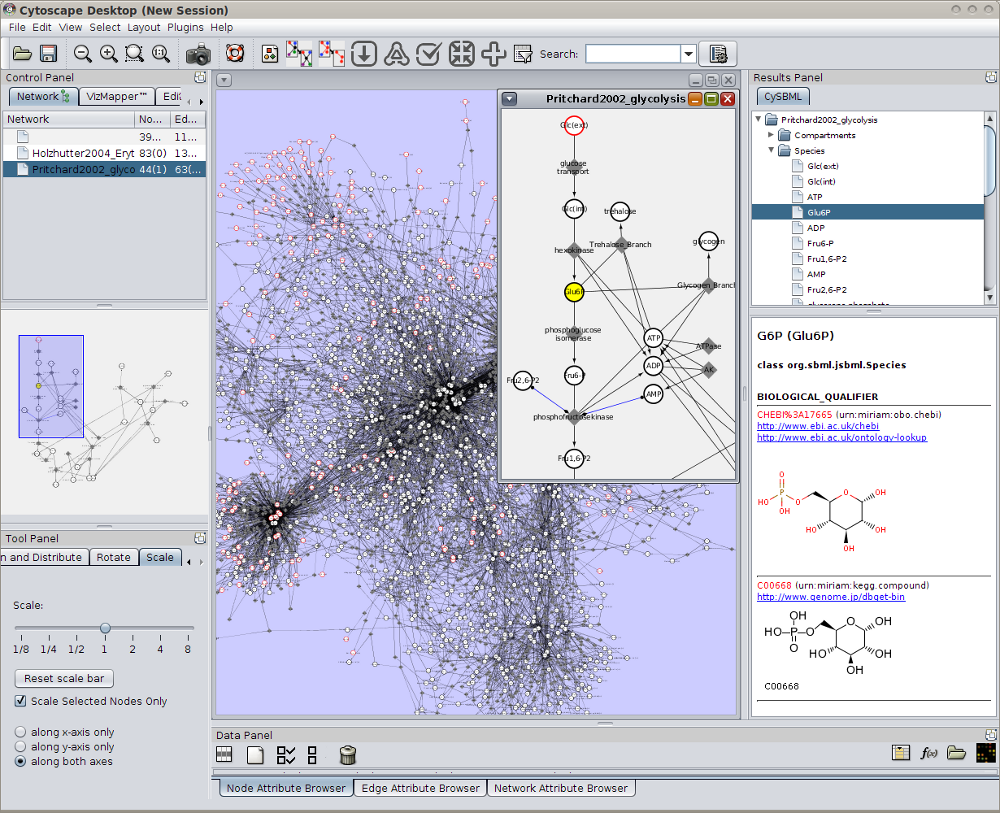 Cytoscape Desktop (New Session)
File Edit View Select Layout Plugins Help
Search:
Control Panel
Network VizMapper™ Edi
Network No... Ed...
39... 11...
Holzhutter2004_Eryt 83(0) 13...
Pritchard2002_glyco 44(1) 63(...
Tool Panel
n and Distribute Rotate Scale
Scale:
1/8 1/4 1/2 1 2 4 8
Reset scale bar
Scale Selected Nodes Only
along x-axis only
along y-axis only
along both axes
Pritchard2002_glycolysis
Glc(ext)
glucose
transport
Glc(int)
trehalose
hexokinase
Trehalose_Branch
glycogen
Glu6P
Glycogen_Branch
phosphoglucose
isomerase
ATP
ATPase
ADP
AK
Fru2,6-P2
Fru6-P
AMP
phosphofructosekinase
Fru1,6-P2
Data Panel
f(x)
Node Attribute Browser Edge Attribute Browser Network Attribute Browser
Results Panel
CySBML
Pritchard2002_glycolysis
Compartments
Species
Glc(ext)
Glc(int)
ATP
Glu6P
ADP
Fru6-P
Fru1,6-P2
AMP
Fru2,6-P2
G6P (Glu6P)
class org.sbml.jsbml.Species
BIOLOGICAL_QUALIFIER
CHEBI%3A17665 (urn:miriam:obo.chebi)
http://www.ebi.ac.uk/chebi
http://www.ebi.ac.uk/ontology-lookup
O
HO P O O OH
OH
HO OH
OH
C00668 (urn:miriam:kegg.compound)
http://www.genome.jp/dbget-bin
OH
HO P O O OH
O
HO OH
OH
C00668